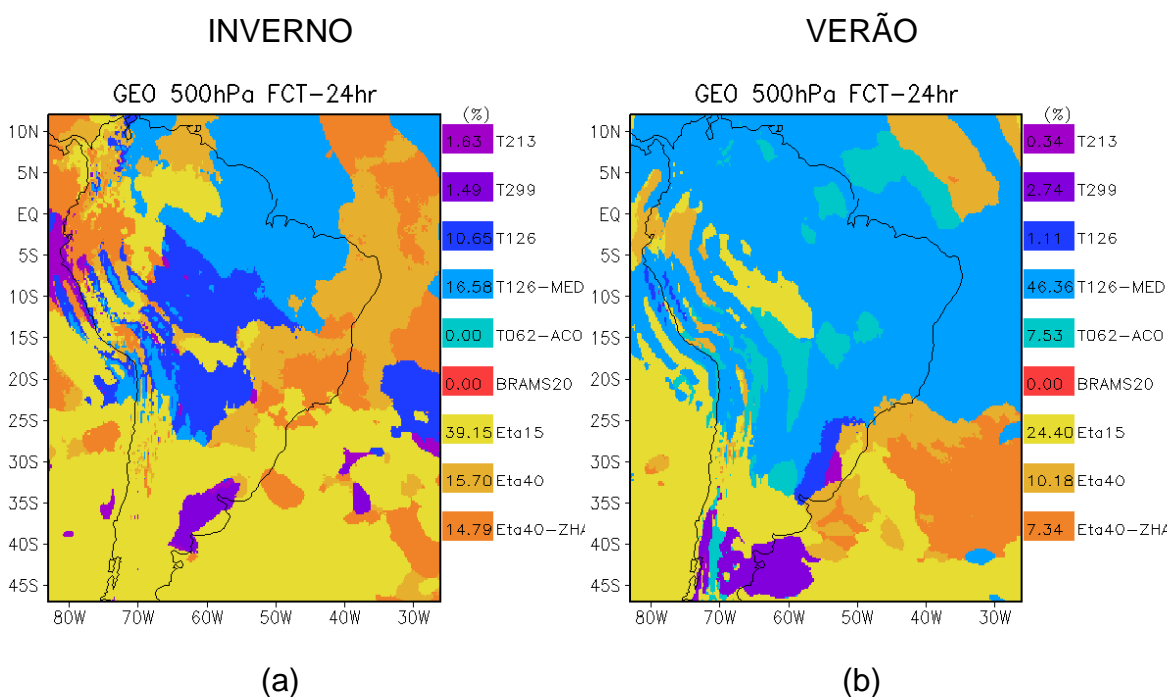 INVERNO
GEO 500hPa FCT-24hr
(%)
1.63 T213
1.49 T299
10.65 T126
16.58 T126-MED
0.00 T062-ACO
0.00 BRAMS20
39.15 Eta15
15.70 Eta40
14.79 Eta40-ZHA
10N
5N
EQ
5S
10S
15S
20S
25S
30S
35S
40S
45S
80W 70W 60W 50W 40W 30W
(a)
VERÃO
GEO 500hPa FCT-24hr
(%)
0.34 T213
2.74 T299
1.11 T126
46.36 T126-MED
7.53 T062-ACO
0.00 BRAMS20
24.40 Eta15
10.18 Eta40
7.34 Eta40-ZHA
10N
5N
EQ
5S
10S
15S
20S
25S
30S
35S
40S
45S
80W 70W 60W 50W 40W 30W
(b)